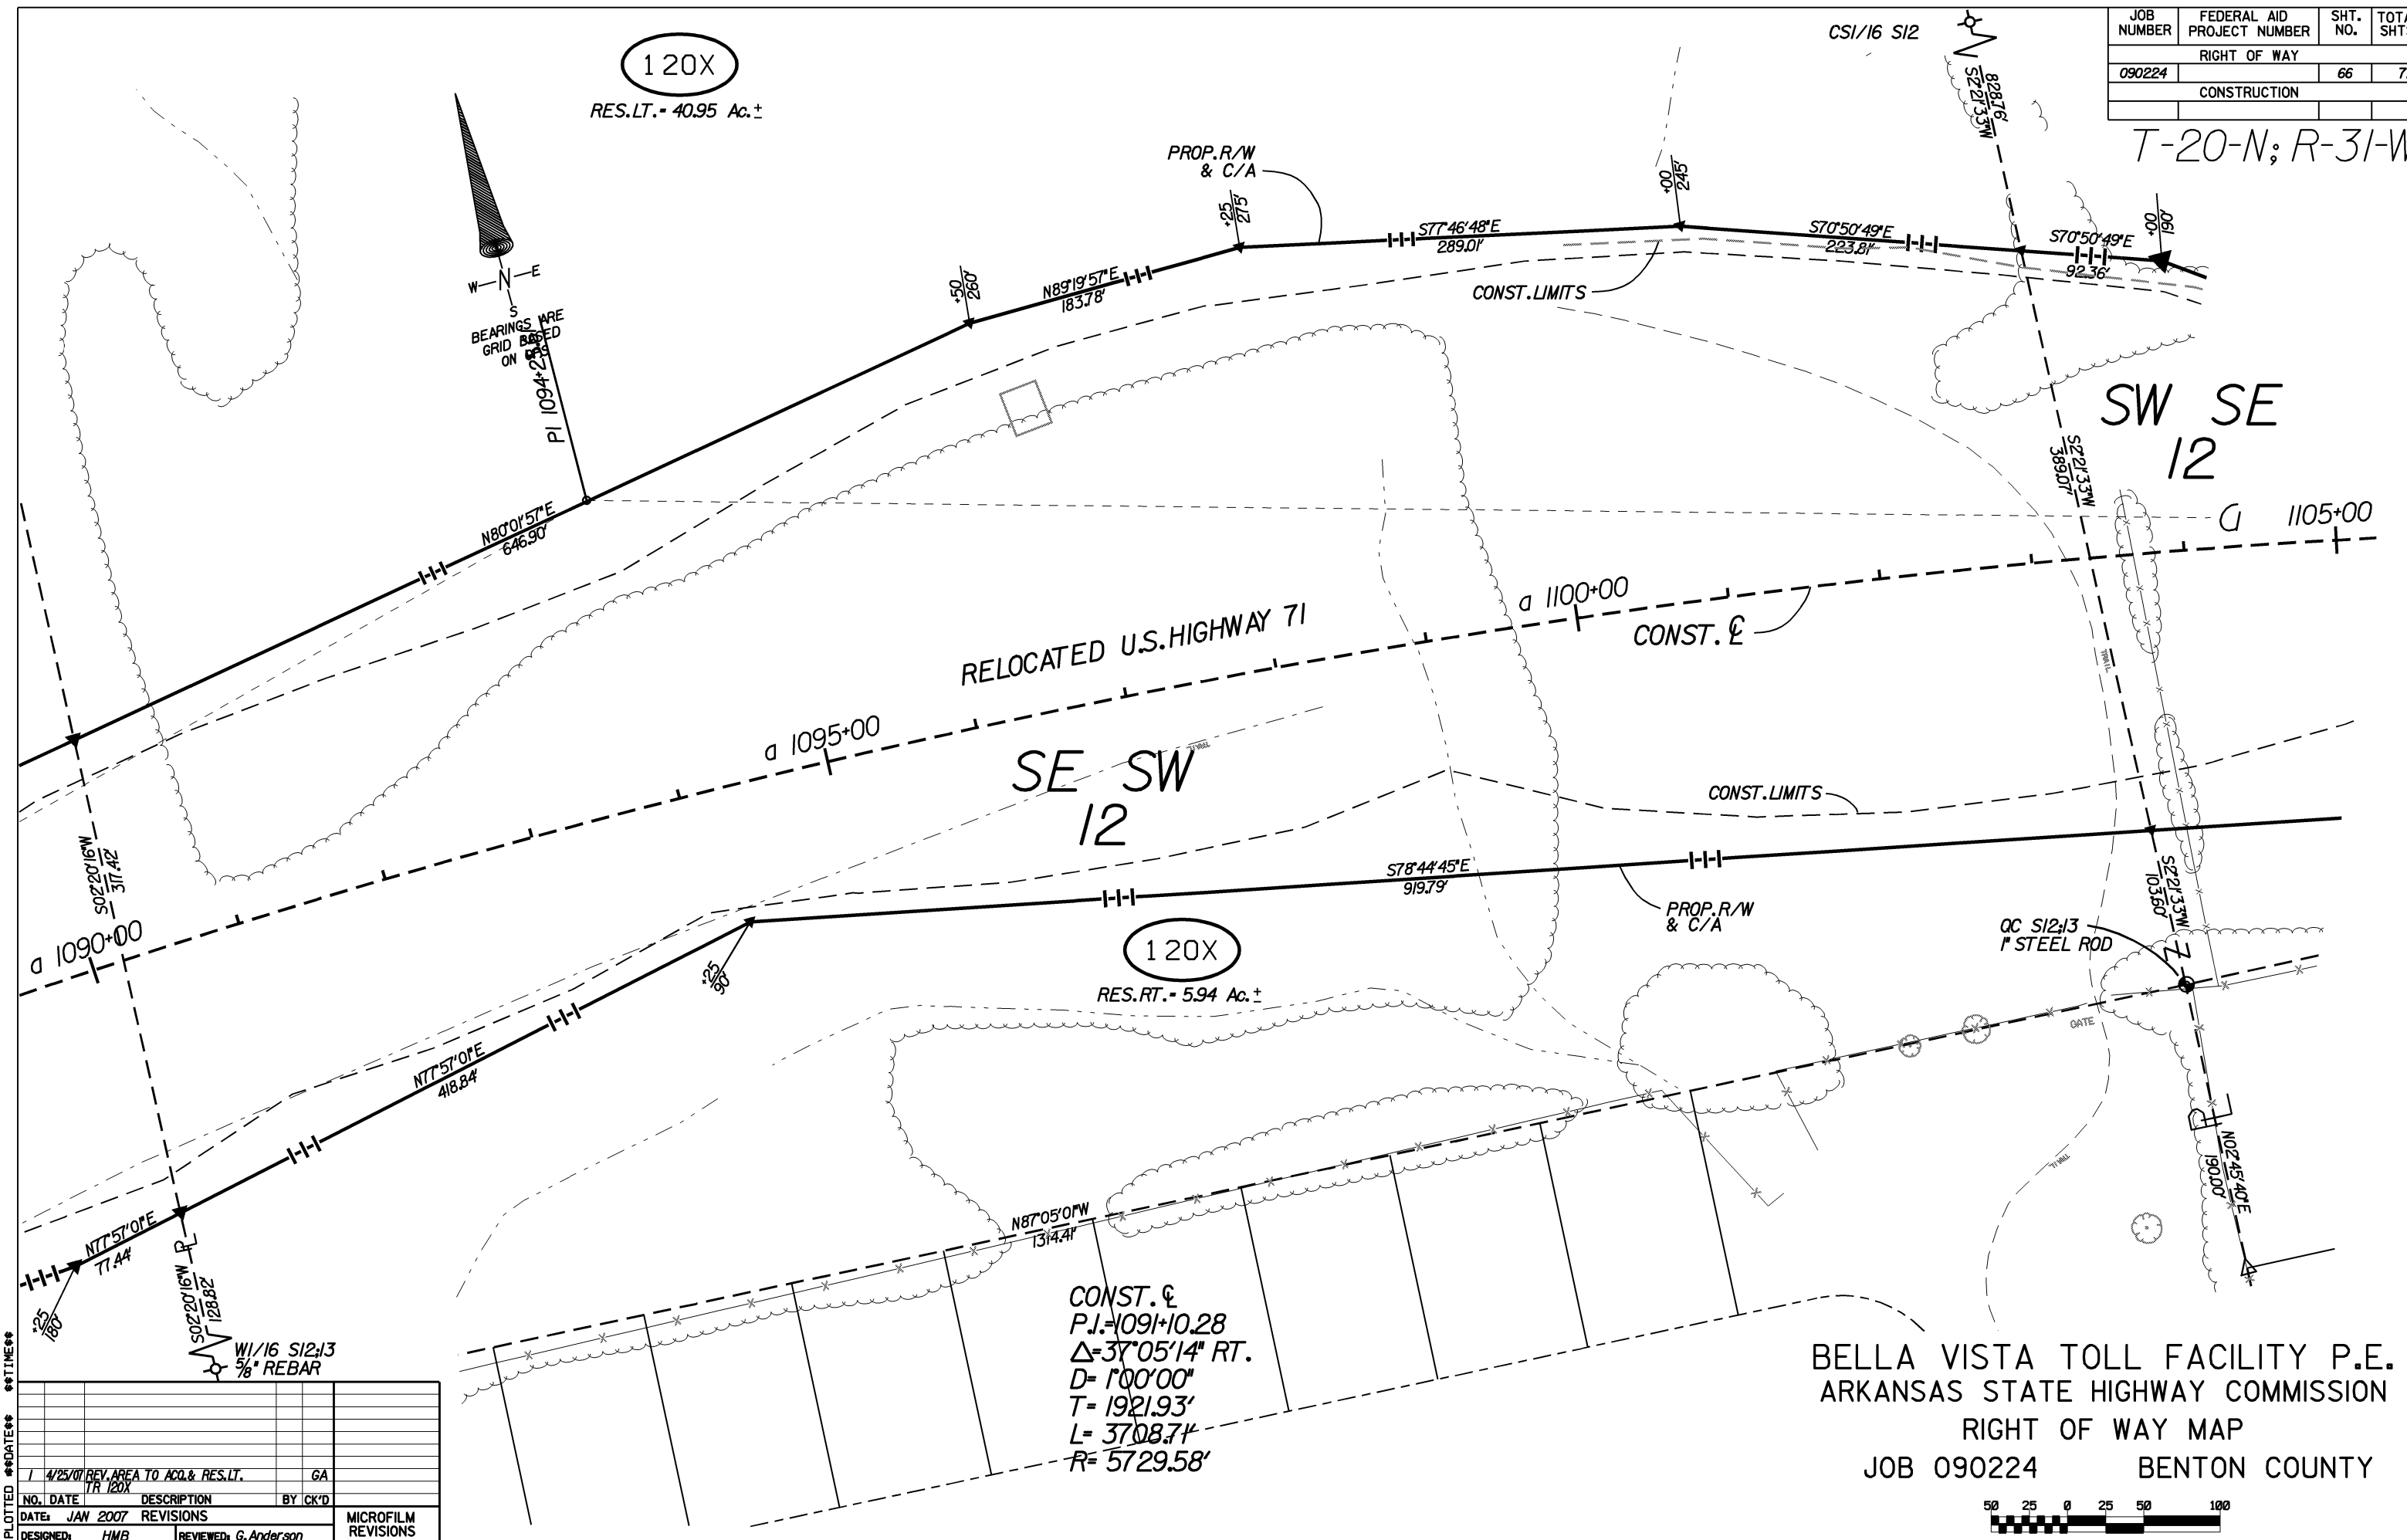 JOB NUMBER
FEDERAL AID PROJECT NUMBER
SHT. NO.
RIGHT OF WAY
090224
66
CONSTRUCTION
T-20-N; R-31-W
CS1/16 S12
S2°21'33"W
828.76'
120X
RES.LT.= 40.95 Ac.±
W N E
S
BEARINGS ARE
GRID BASED
ON GPS
PROP.R/W
& C/A
+50
260'
+25
275'
+00
245'
+00
190'
N80°01'57"E
646.90'
N89°19'57"E
183.78'
S77°46'48"E
289.01'
S70°50'49"E
223.81'
S70°50'49"E
92.36'
CONST.LIMITS
SW SE
12
S2°21'33"W
389.07'
1105+00
1100+00
CONST. ℄
RELOCATED U.S.HIGHWAY 71
1095+00
TRAIL
SE SW
12
CONST.LIMITS
S02°20'16"W
317.42'
1090+00
S78°44'45"E
919.79'
PROP.R/W
& C/A
S2°21'33"W
103.60'
QC S12;13
1" STEEL ROD
+25
90'
120X
RES.RT.= 5.94 Ac.±
GATE
N77°57'01"E
418.84'
N77°57'01"E
77.44'
+25
180'
S02°20'16"W
128.82'
W1/16 S12;13
5/8" REBAR
N87°05'01"W
1314.41'
N02°45'40"E
190.00'
CONST. ℄
P.I.=1091+10.28
Δ=37°05'14" RT.
D= 1°00'00"
T= 1921.93'
L= 3708.71'
R= 5729.58'
BELLA VISTA TOLL FACILITY P.E.
ARKANSAS STATE HIGHWAY COMMISSION
RIGHT OF WAY MAP
JOB 090224 BENTON COUNTY
50 25 0 25 50 100
1 4/25/07 REV.AREA TO ACQ.& RES.LT. GA
TR 120X
NO. DATE DESCRIPTION BY CK'D
DATE: JAN 2007 REVISIONS
MICROFILM
REVISIONS
DESIGNED: HMB REVIEWED: G.Anderson
PLOTTED **DATE** **TIME**